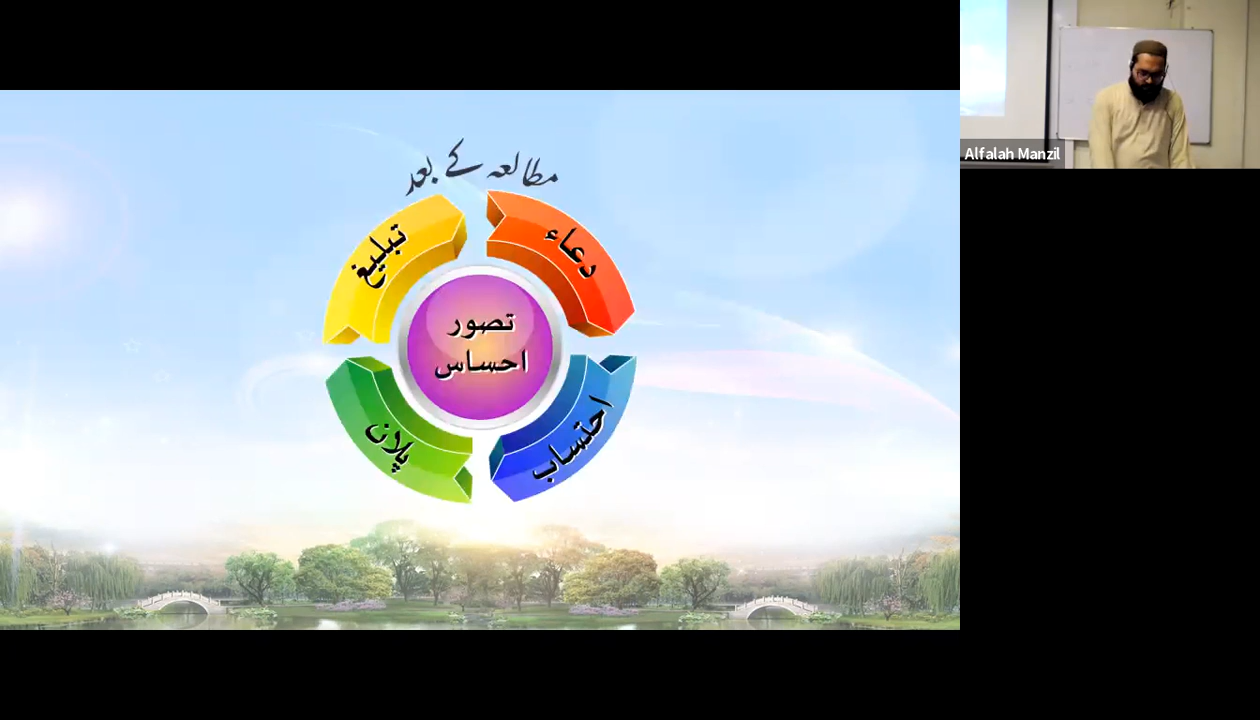 مطالعہ کے بعد
دعاء
احتساب
پلان
تبلیغ
تصور
احساس
Alfalah Manzil